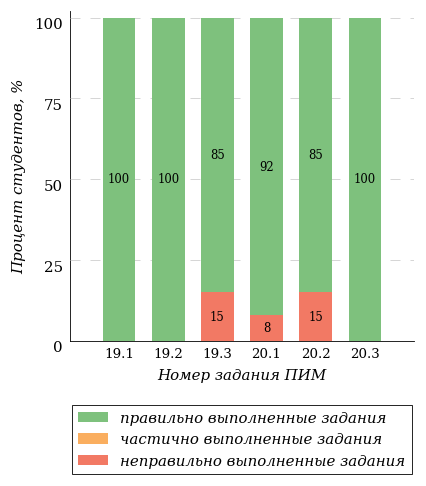 100
75
50
25
0
Процент студентов, %
85
85
92
100
100
100
15
15
8
19.1 19.2 19.3 20.1 20.2 20.3
Номер задания ПИМ
правильно выполненные задания
частично выполненные задания
неправильно выполненные задания